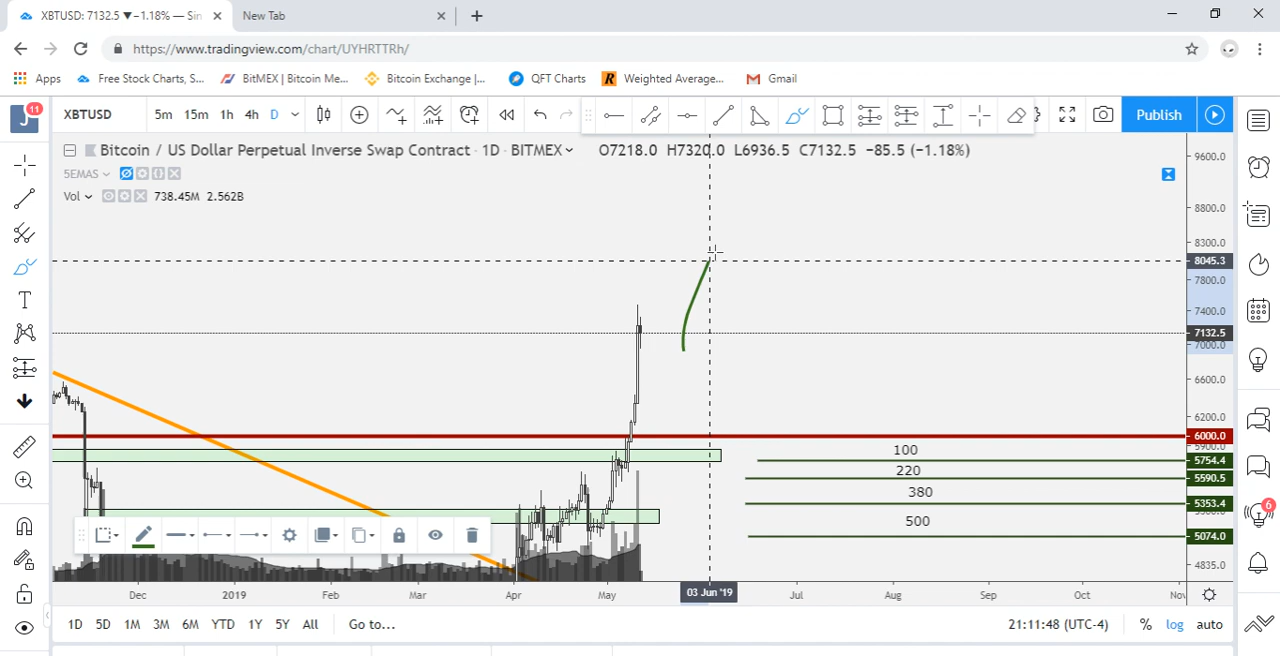 XBTUSD: 7132.5 ▼ −1.18% — Sin
New Tab
https://www.tradingview.com/chart/UYHRTTRh/
Apps
Free Stock Charts, S...
BitMEX | Bitcoin Me...
Bitcoin Exchange |...
QFT Charts
Weighted Average...
Gmail
J
11
XBTUSD
5m
15m
1h
4h
D
Publish
Bitcoin / US Dollar Perpetual Inverse Swap Contract · 1D · BITMEX
O7218.0 H7320.0 L6936.5 C7132.5 −85.5 (−1.18%)
5EMAS
Vol
738.45M 2.562B
9600.0
8800.0
8300.0
8045.3
7800.0
7400.0
7132.5
7000.0
6600.0
6200.0
6000.0
5900.0
100
5754.4
220
5590.5
380
5353.4
500
5074.0
4835.0
T
6
Dec
2019
Feb
Mar
Apr
May
03 Jun '19
Jul
Aug
Sep
Oct
Nov
1D
5D
1M
3M
6M
YTD
1Y
5Y
All
Go to...
21:11:48 (UTC-4)
%
log
auto